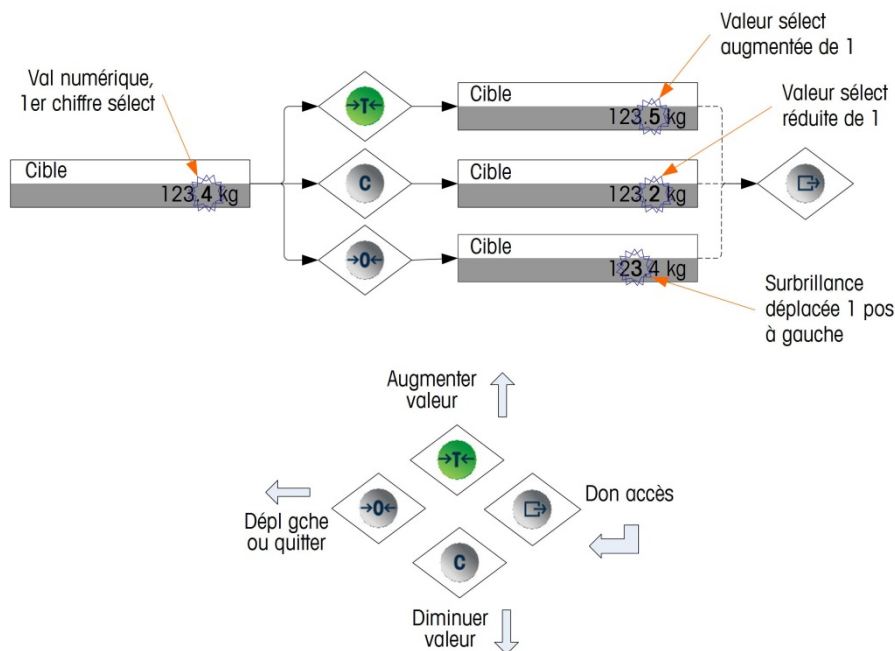 Valeur sélect
augmentée de 1
Val numérique,
1er chiffre sélect
→T←
Cible
123.5 kg
Valeur sélect
réduite de 1
Cible
123.4 kg
C
Cible
123.2 kg
→0←
Cible
123.4 kg
Surbrillance
déplacée 1 pos
à gauche
Augmenter
valeur
→T←
→0←
Don accès
Dépl gche
ou quitter
C
Diminuer
valeur